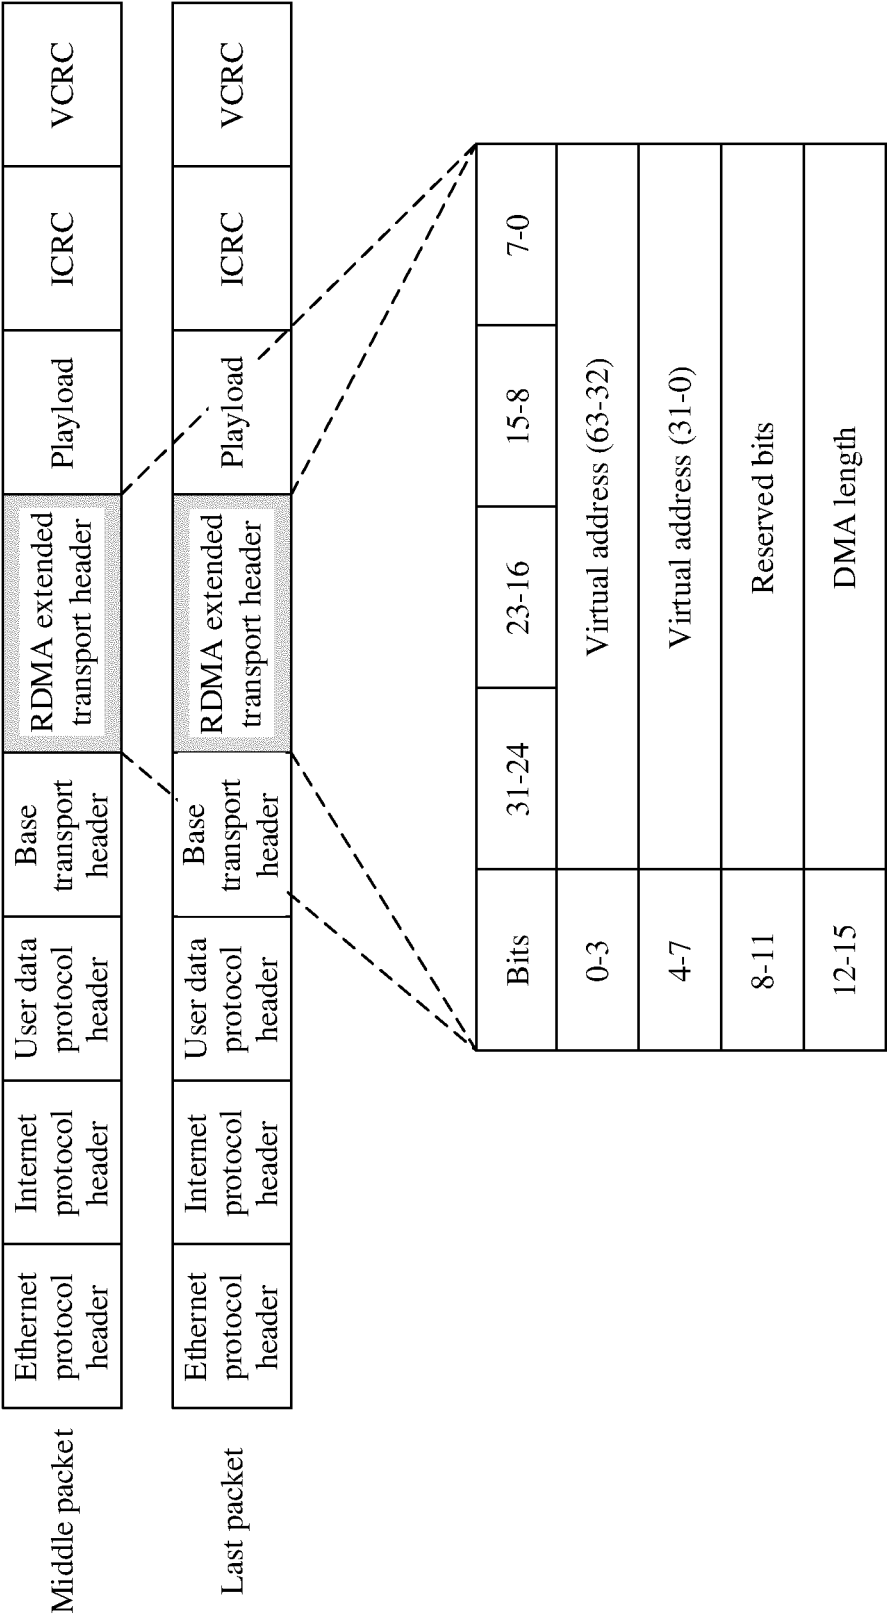 Middle packet
Ethernet
protocol
header
Internet
protocol
header
User data
protocol
header
Base
transport
header
RDMA extended
transport header
Playload
ICRC
VCRC
Last packet
Ethernet
protocol
header
Internet
protocol
header
User data
protocol
header
Base
transport
header
RDMA extended
transport header
Playload
ICRC
VCRC
Bits
31-24
23-16
15-8
7-0
0-3
Virtual address (63-32)
4-7
Virtual address (31-0)
8-11
Reserved bits
12-15
DMA length